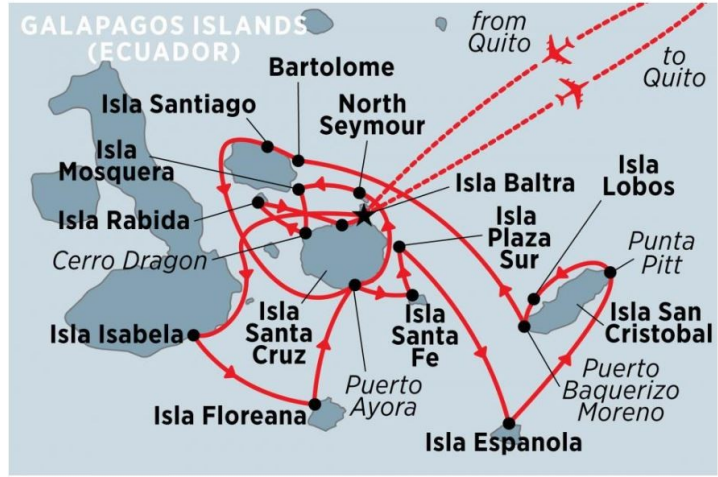 GALAPAGOS ISLANDS
(ECUADOR)
from
Quito
to
Quito
Bartolome
Isla Santiago
North
Seymour
Isla
Mosquera
Isla Baltra
Isla
Lobos
Isla Rabida
Isla
Plaza
Sur
Punta
Pitt
Cerro Dragon
Isla
Santa
Cruz
Isla
Santa
Fe
Isla San
Cristobal
Isla Isabela
Puerto
Ayora
Puerto
Baquerizo
Moreno
Isla Floreana
Isla Espanola